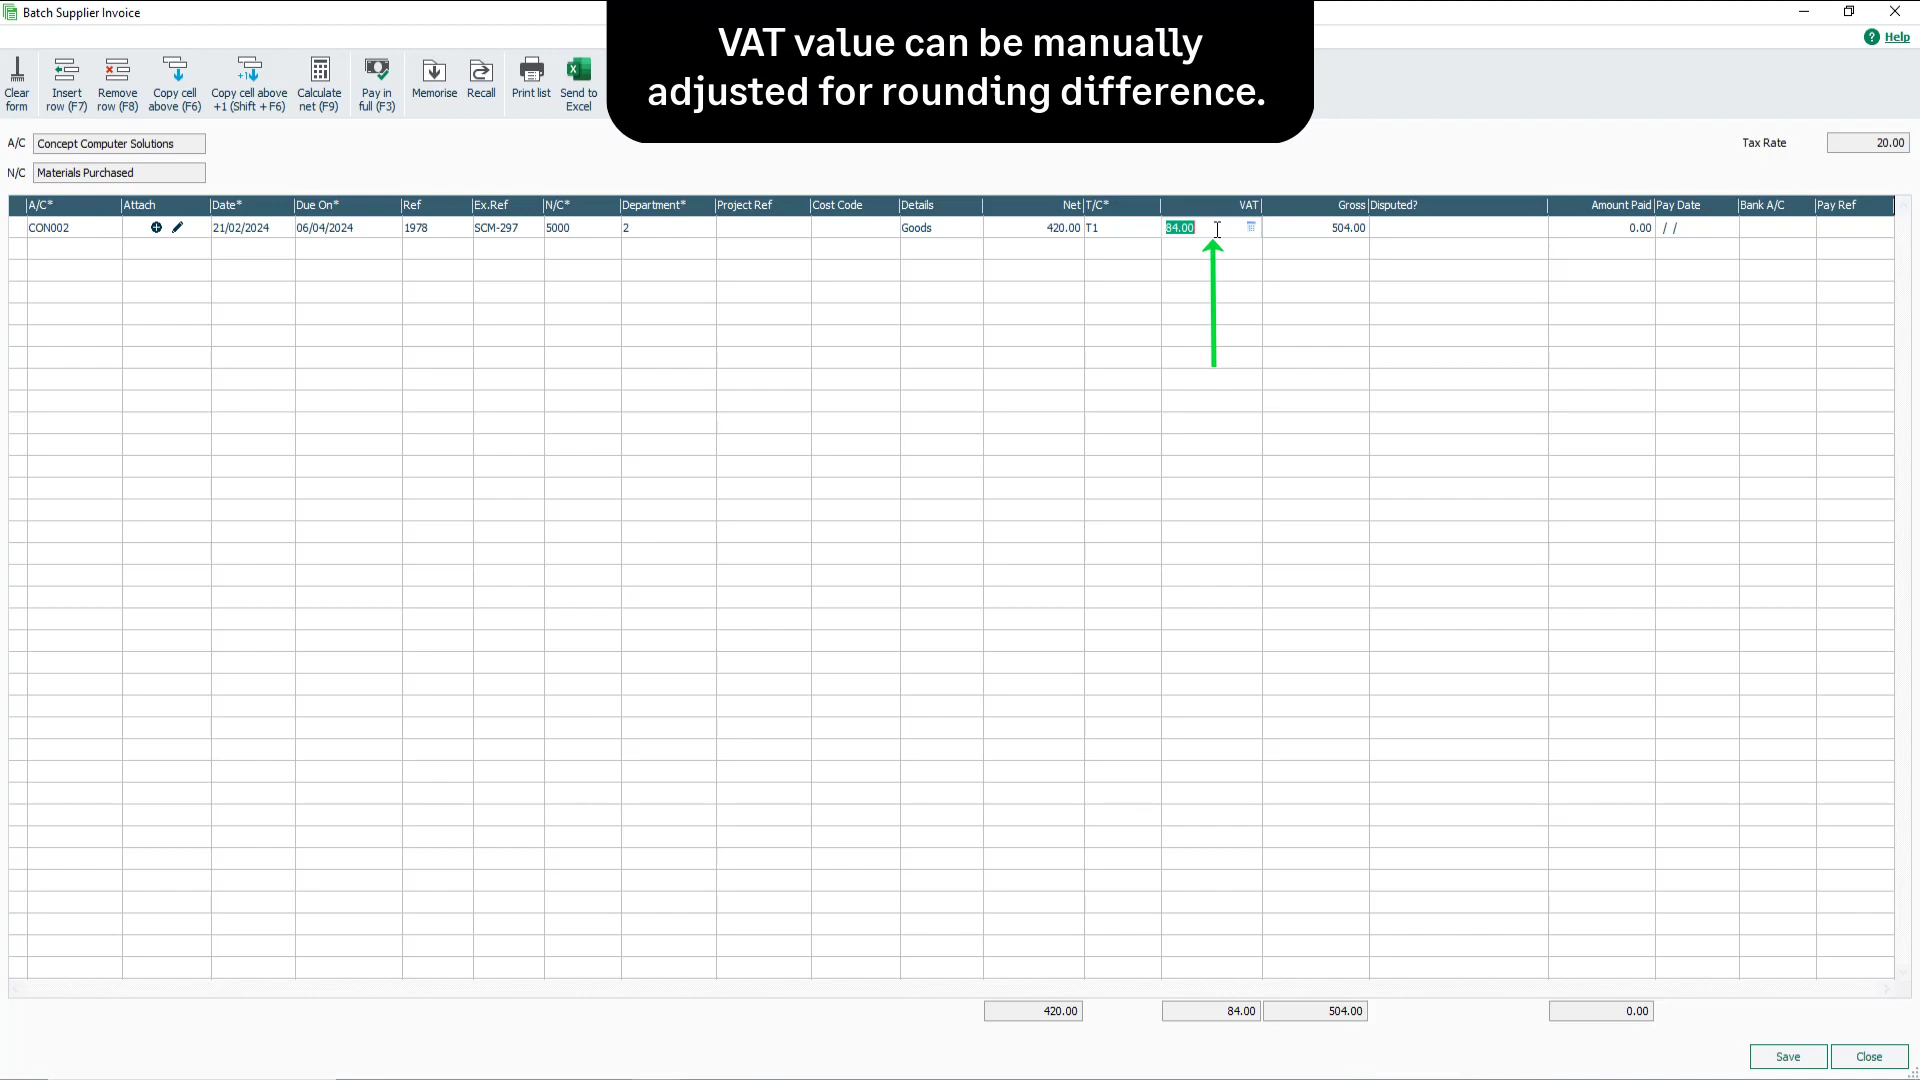 Batch Supplier Invoice
VAT value can be manually
adjusted for rounding difference.
Help
Clear
form
Insert
row (F7)
Remove
row (F8)
Copy cell
above (F6)
Copy cell above
+1 (Shift + F6)
Calculate
net (F9)
Pay in
full (F3)
Memorise
Recall
Print list
Send to
Excel
A/C Concept Computer Solutions
Tax Rate 20.00
N/C Materials Purchased
A/C* Attach Date* Due On* Ref Ex.Ref N/C* Department* Project Ref Cost Code Details Net T/C* VAT Gross Disputed? Amount Paid Pay Date Bank A/C Pay Ref
CON002 21/02/2024 06/04/2024 1978 SCM-297 5000 2 Goods 420.00 T1 84.00 504.00 0.00 / /
420.00 84.00 504.00 0.00
Save Close